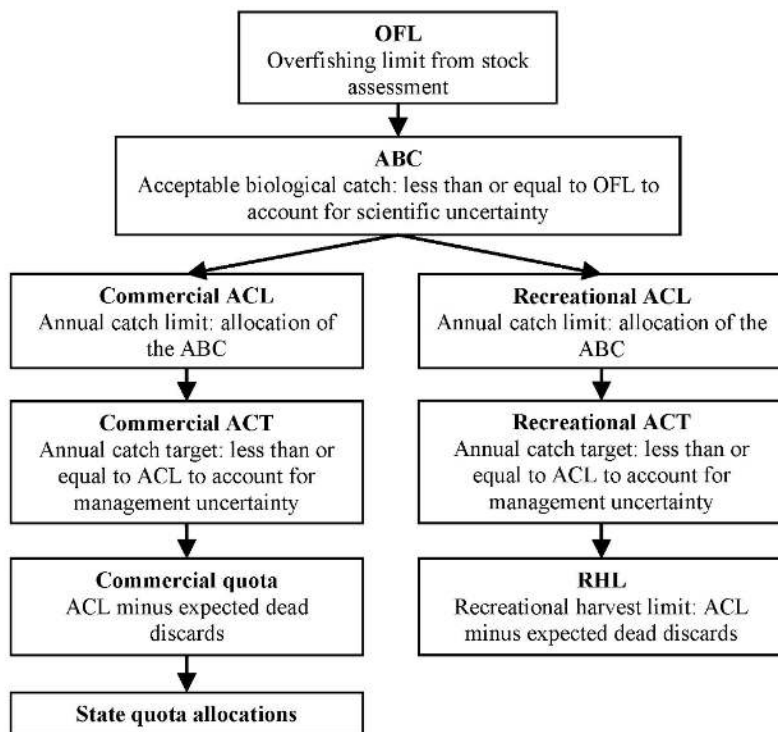 OFL
Overfishing limit from stock
assessment
ABC
Acceptable biological catch: less than or equal to OFL to
account for scientific uncertainty
Commercial ACL
Annual catch limit: allocation of
the ABC
Recreational ACL
Annual catch limit: allocation of the
ABC
Commercial ACT
Annual catch target: less than or
equal to ACL to account for
management uncertainty
Recreational ACT
Annual catch target: less than or
equal to ACL to account for
management uncertainty
Commercial quota
ACL minus expected dead
discards
RHL
Recreational harvest limit: ACL
minus expected dead discards
State quota allocations